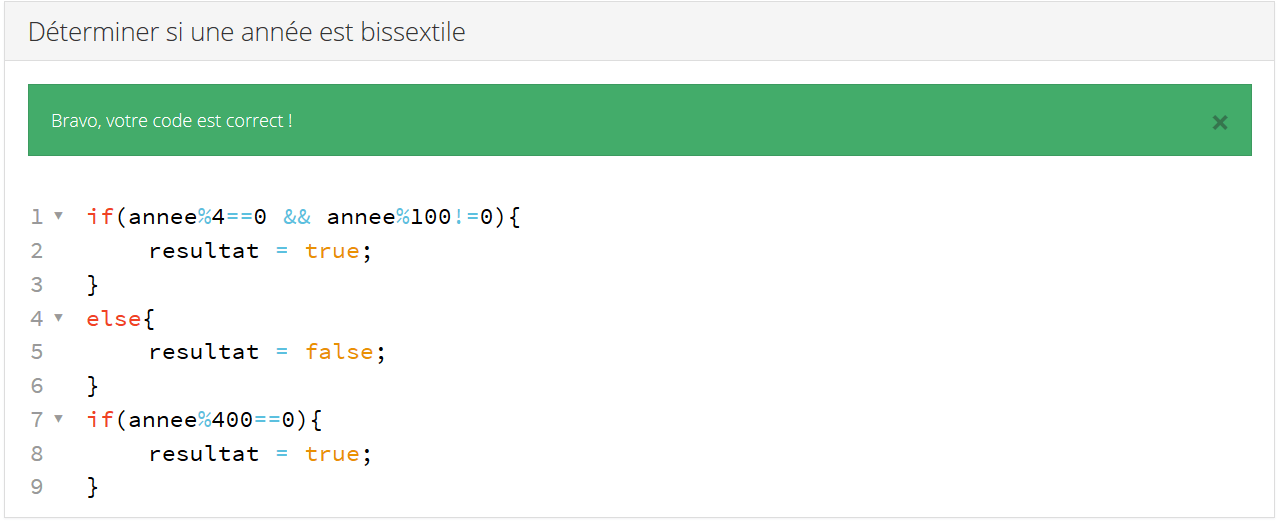 Déterminer si une année est bissextile
Bravo, votre code est correct ! ×
1 ▾ if(annee%4==0 && annee%100!=0){
2 resultat = true;
3 }
4 ▾ else{
5 resultat = false;
6 }
7 ▾ if(annee%400==0){
8 resultat = true;
9 }